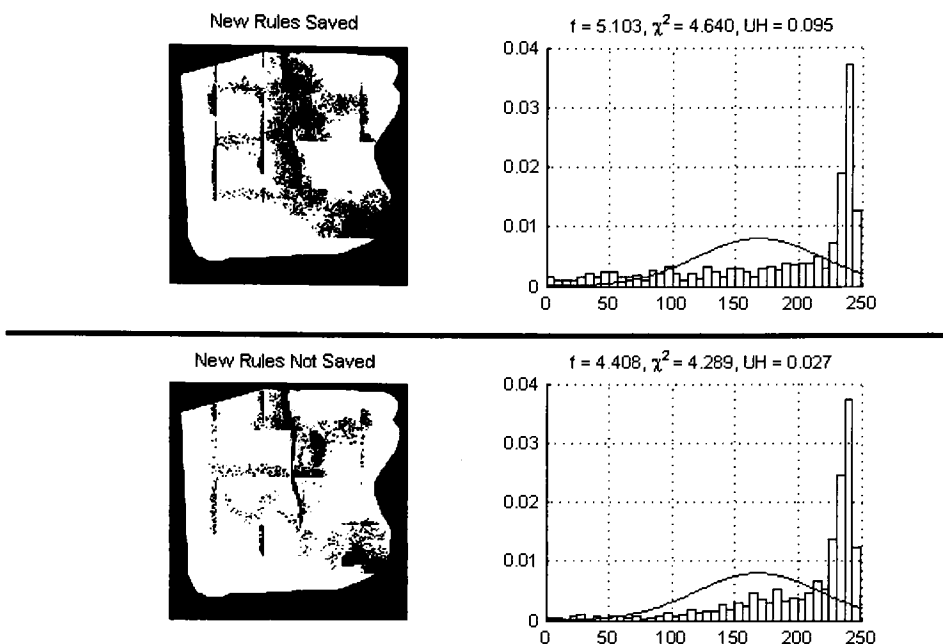 New Rules Saved
f = 5.103, χ² = 4.640, UH = 0.095
0.04
0.03
0.02
0.01
0
0 50 100 150 200 250
New Rules Not Saved
f = 4.408, χ² = 4.289, UH = 0.027
0.04
0.03
0.02
0.01
0
0 50 100 150 200 250